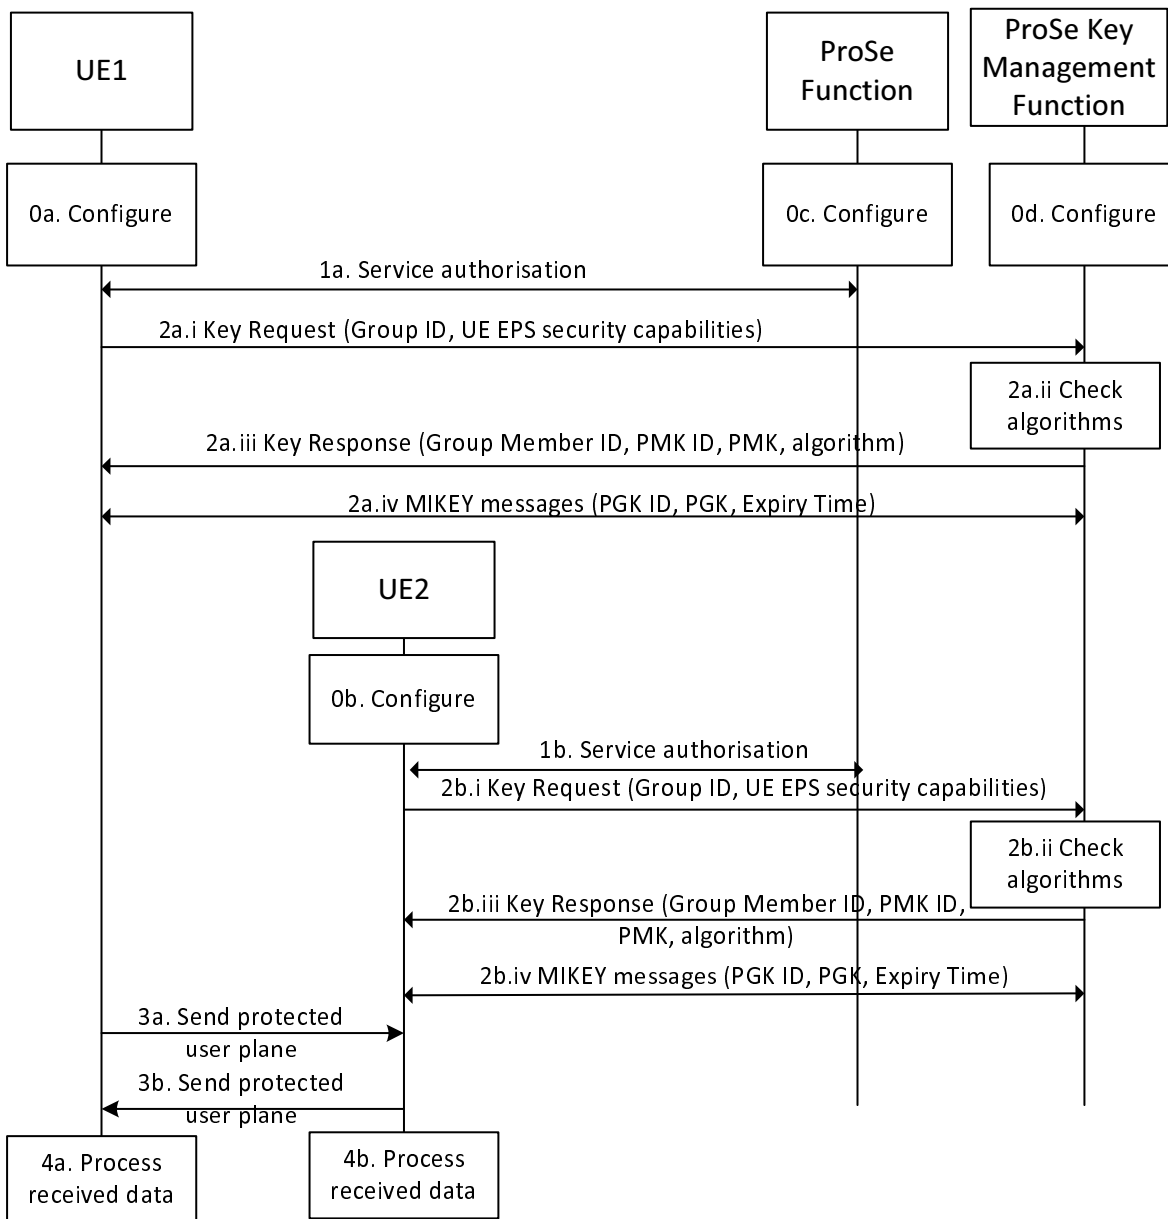 UE1
ProSe
Function
ProSe Key
Management
Function
0a. Configure
0c. Configure
0d. Configure
1a. Service authorisation
2a.i Key Request (Group ID, UE EPS security capabilities)
2a.ii Check
algorithms
2a.iii Key Response (Group Member ID, PMK ID, PMK, algorithm)
2a.iv MIKEY messages (PGK ID, PGK, Expiry Time)
UE2
0b. Configure
1b. Service authorisation
2b.i Key Request (Group ID, UE EPS security capabilities)
2b.ii Check
algorithms
2b.iii Key Response (Group Member ID, PMK ID,
PMK, algorithm)
2b.iv MIKEY messages (PGK ID, PGK, Expiry Time)
3a. Send protected
user plane
3b. Send protected
user plane
4a. Process
received data
4b. Process
received data